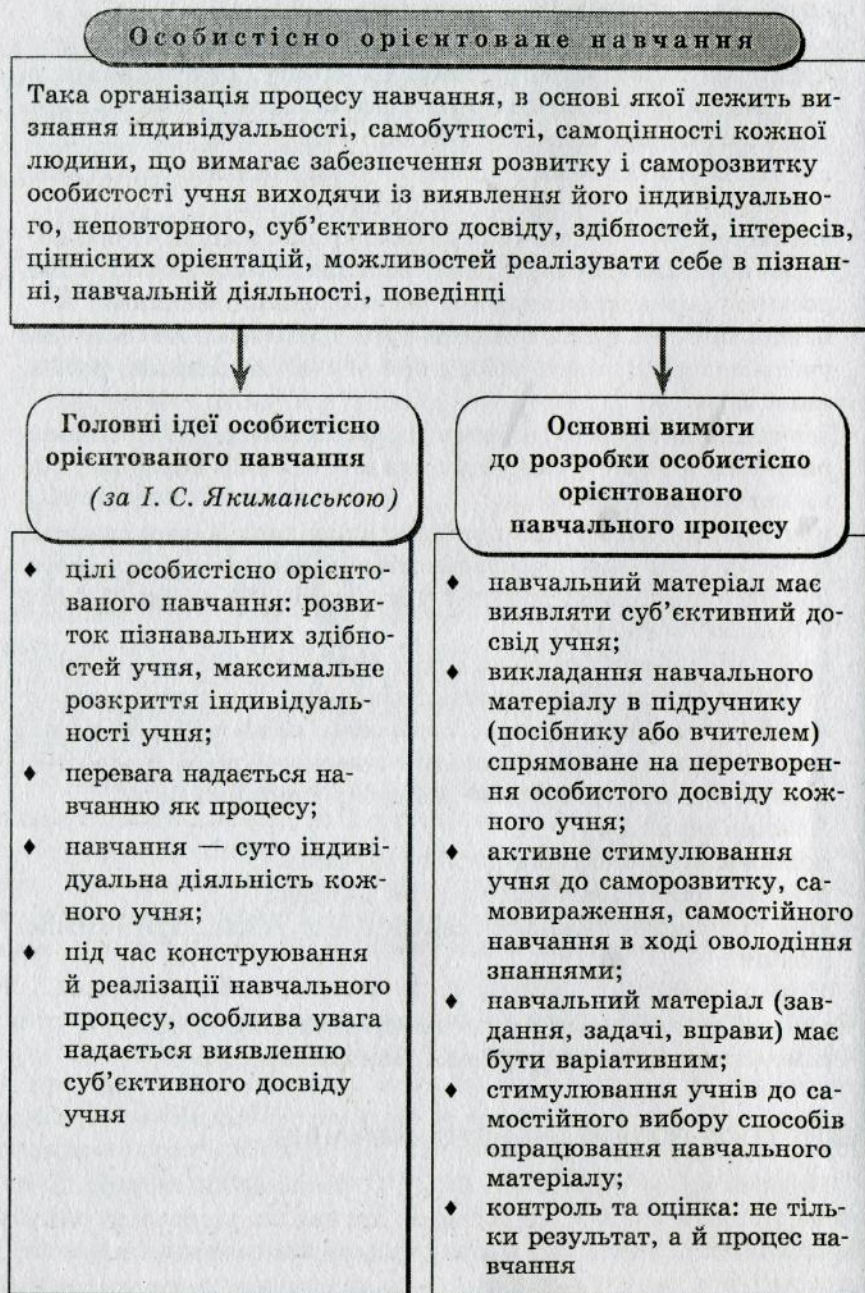 Особистісно орієнтоване навчання
Така організація процесу навчання, в основі якої лежить ви-
знання індивідуальності, самобутності, самоцінності кожної
людини, що вимагає забезпечення розвитку і саморозвитку
особистості учня виходячи із виявлення його індивідуально-
го, неповторного, суб’єктивного досвіду, здібностей, інтересів,
ціннісних орієнтацій, можливостей реалізувати себе в пізнан-
ні, навчальній діяльності, поведінці
Головні ідеї особистісно
орієнтованого навчання
(за І. С. Якиманською)
♦ цілі особистісно орієнто-
ваного навчання: розви-
ток пізнавальних здібно-
стей учня, максимальне
розкриття індивідуаль-
ності учня;
♦ перевага надається на-
вчанню як процесу;
♦ навчання — суто індиві-
дуальна діяльність кож-
ного учня;
♦ під час конструювання
й реалізації навчального
процесу, особлива увага
надається виявленню
суб’єктивного досвіду
учня
Основні вимоги
до розробки особистісно
орієнтованого
навчального процесу
♦ навчальний матеріал має
виявляти суб’єктивний до-
свід учня;
♦ викладання навчального
матеріалу в підручнику
(посібнику або вчителем)
спрямоване на перетворен-
ня особистого досвіду кож-
ного учня;
♦ активне стимулювання
учня до саморозвитку, са-
мовираження, самостійного
навчання в ході оволодіння
знаннями;
♦ навчальний матеріал (зав-
дання, задачі, вправи) має
бути варіативним;
♦ стимулювання учнів до са-
мостійного вибору способів
опрацювання навчального
матеріалу;
♦ контроль та оцінка: не тіль-
ки результат, а й процес на-
вчання